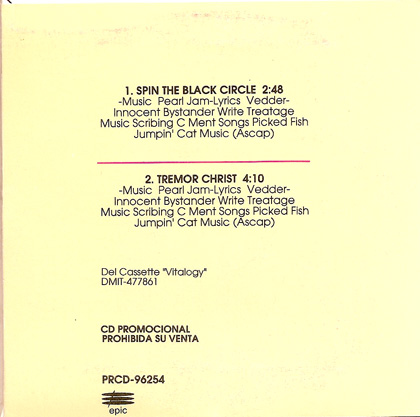 1. SPIN THE BLACK CIRCLE 2:48
-Music Pearl Jam-Lyrics Vedder-
Innocent Bystander Write Treatage
Music Scribing C Ment Songs Picked Fish
Jumpin' Cat Music (Ascap)
2. TREMOR CHRIST 4:10
-Music Pearl Jam-Lyrics Vedder-
Innocent Bystander Write Treatage
Music Scribing C Ment Songs Picked Fish
Jumpin' Cat Music (Ascap)
Del Cassette "Vitalogy"
DMIT-477861
CD PROMOCIONAL
PROHIBIDA SU VENTA
PRCD-96254
epic